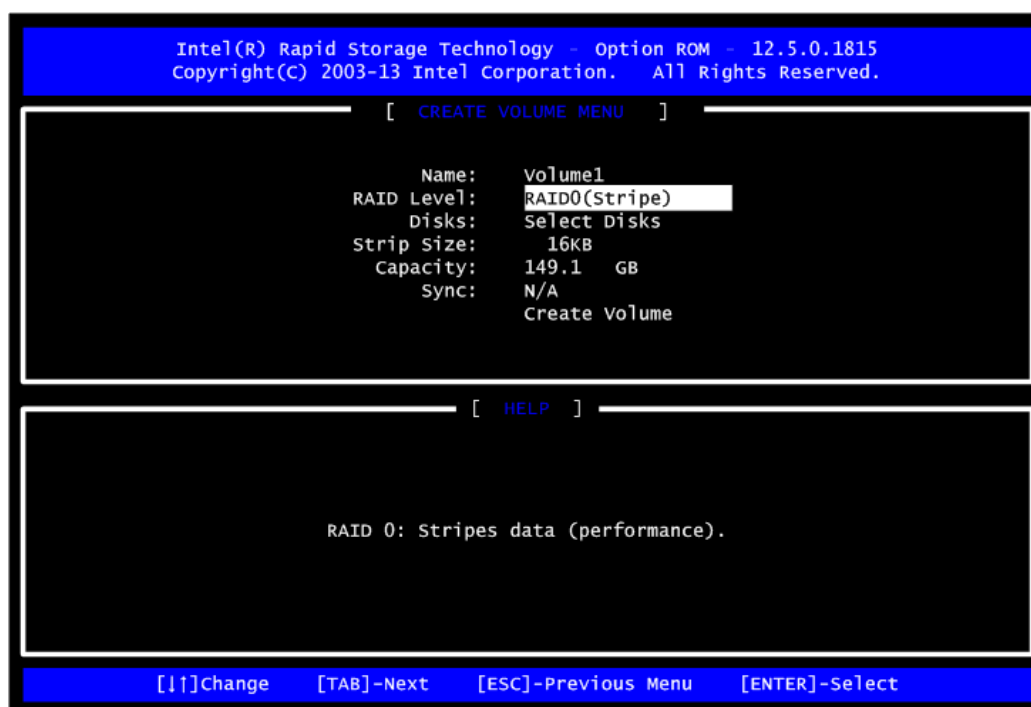 Intel(R) Rapid Storage Technology - Option ROM - 12.5.0.1815
Copyright(C) 2003-13 Intel Corporation. All Rights Reserved.
[ CREATE VOLUME MENU ]
Name: Volume1
RAID Level: RAID0(Stripe)
Disks: Select Disks
Strip Size: 16KB
Capacity: 149.1 GB
Sync: N/A
Create Volume
[ HELP ]
RAID 0: Stripes data (performance).
[↓↑]Change [TAB]-Next [ESC]-Previous Menu [ENTER]-Select